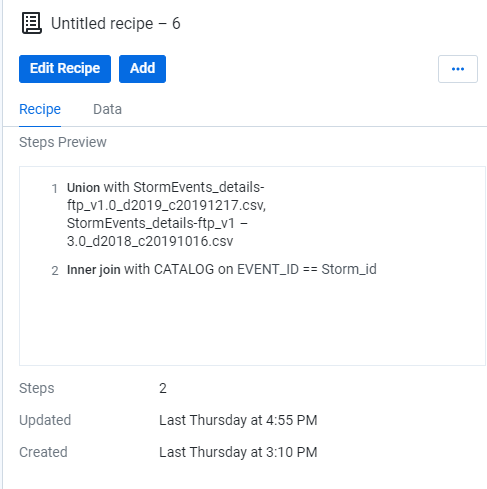 Untitled recipe – 6
Edit Recipe
Add
...
Recipe
Data
Steps Preview
1 Union with StormEvents_details-
ftp_v1.0_d2019_c20191217.csv,
StormEvents_details-ftp_v1 –
3.0_d2018_c20191016.csv
2 Inner join with CATALOG on EVENT_ID == Storm_id
Steps 2
Updated Last Thursday at 4:55 PM
Created Last Thursday at 3:10 PM